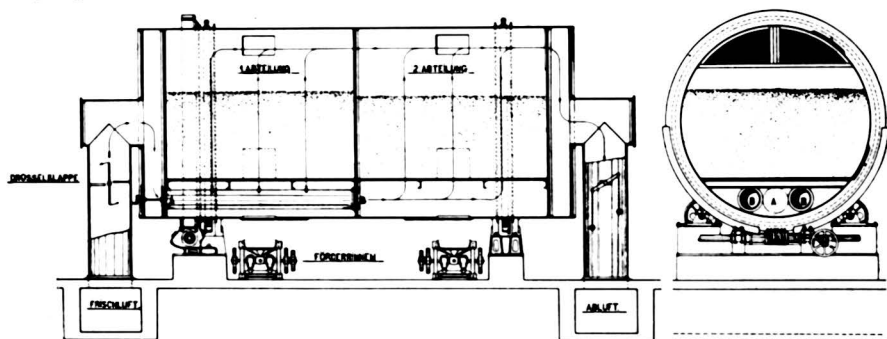 1 ABTEILUNG
2 ABTEILUNG
DROSSELKLAPPE
B A B
FÖRDERRINNEN
FRISCHLUFT.
ABLUFT.